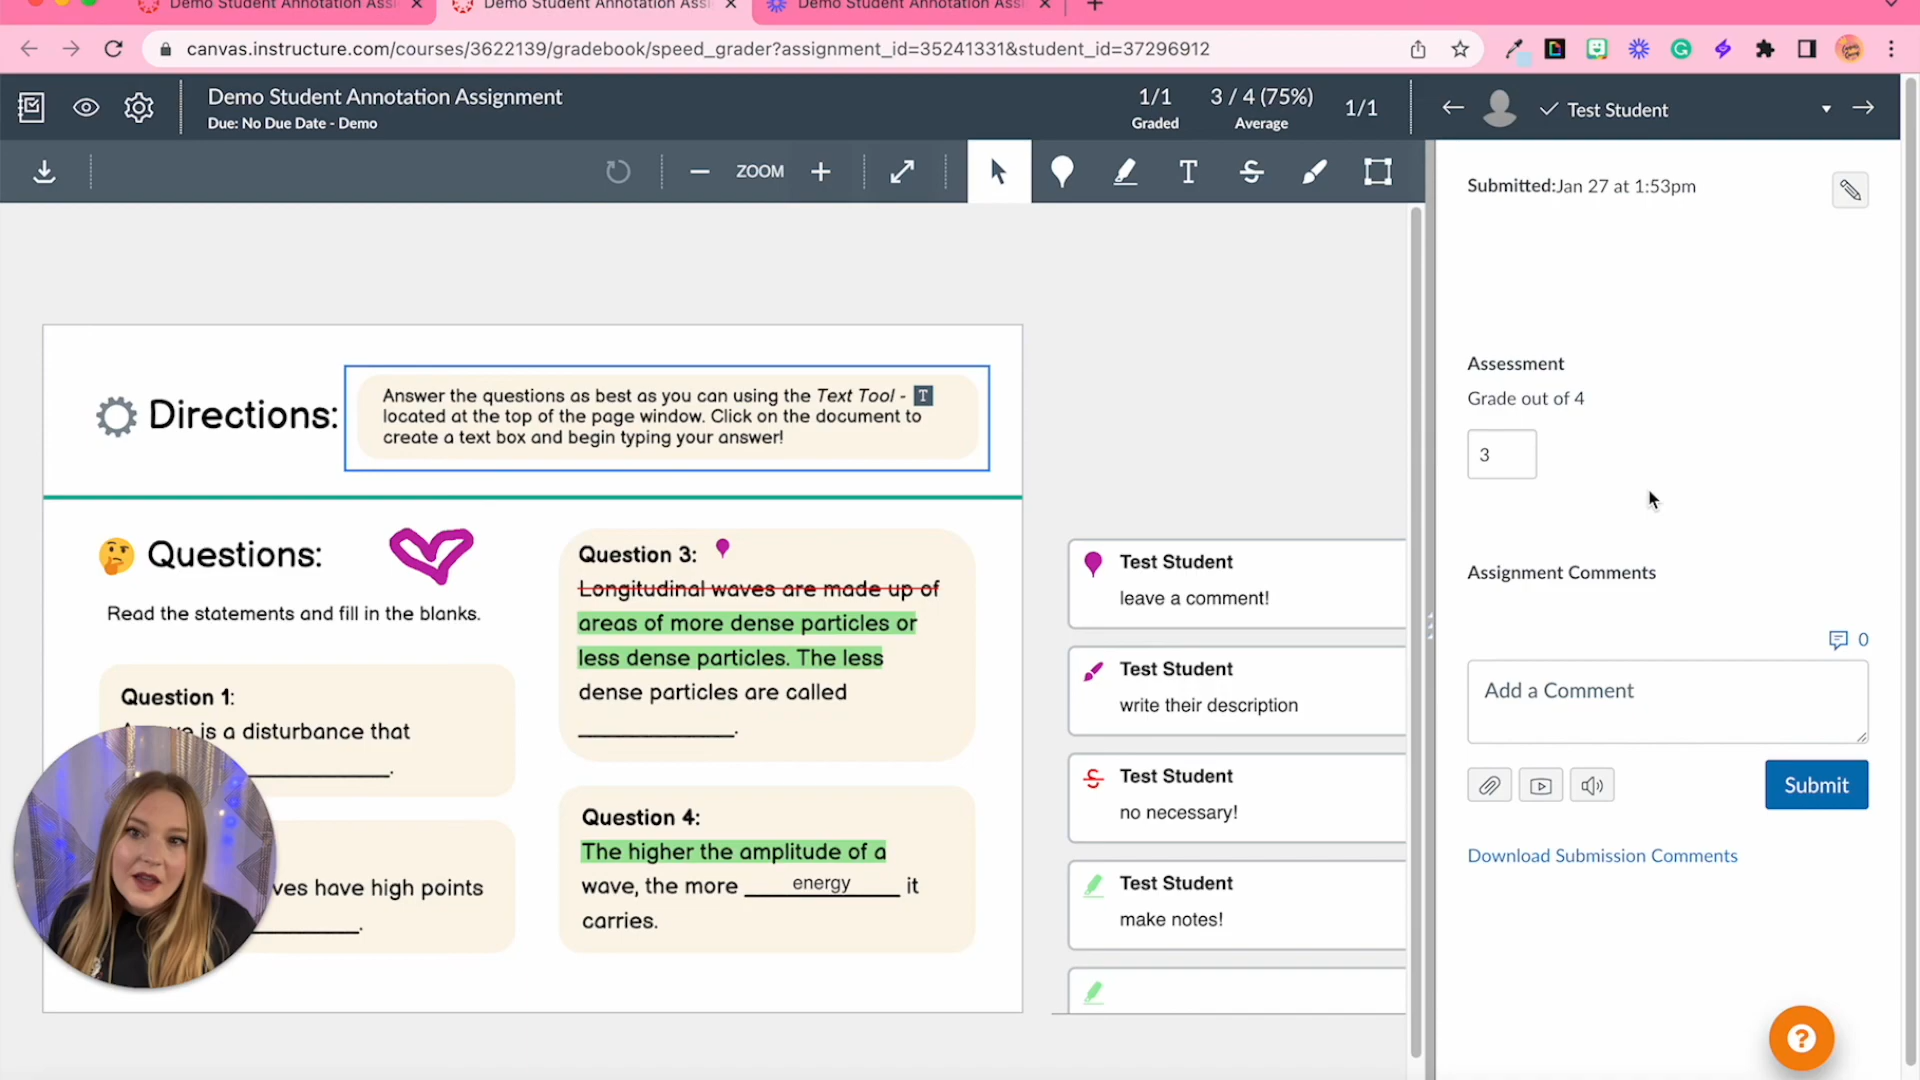 Demo Student Annotation Assi
Demo Student Annotation Assi
Demo Student Annotation Assi
canvas.instructure.com/courses/3622139/gradebook/speed_grader?assignment_id=35241331&student_id=37296912
Demo Student Annotation Assignment
Due: No Due Date - Demo
1/1
Graded
3 / 4 (75%)
Average
1/1
Test Student
ZOOM
T
S
Submitted:Jan 27 at 1:53pm
Directions:
Answer the questions as best as you can using the Text Tool - T
located at the top of the page window. Click on the document to
create a text box and begin typing your answer!
Questions:
Read the statements and fill in the blanks.
Question 1:
is a disturbance that
____________.
ves have high points
____________.
Question 3:
Longitudinal waves are made up of
areas of more dense particles or
less dense particles. The less
dense particles are called
____________.
Question 4:
The higher the amplitude of a
wave, the more energy it
carries.
Test Student
leave a comment!
Test Student
write their description
Test Student
no necessary!
Test Student
make notes!
Assessment
Grade out of 4
3
Assignment Comments
0
Add a Comment
Submit
Download Submission Comments
?